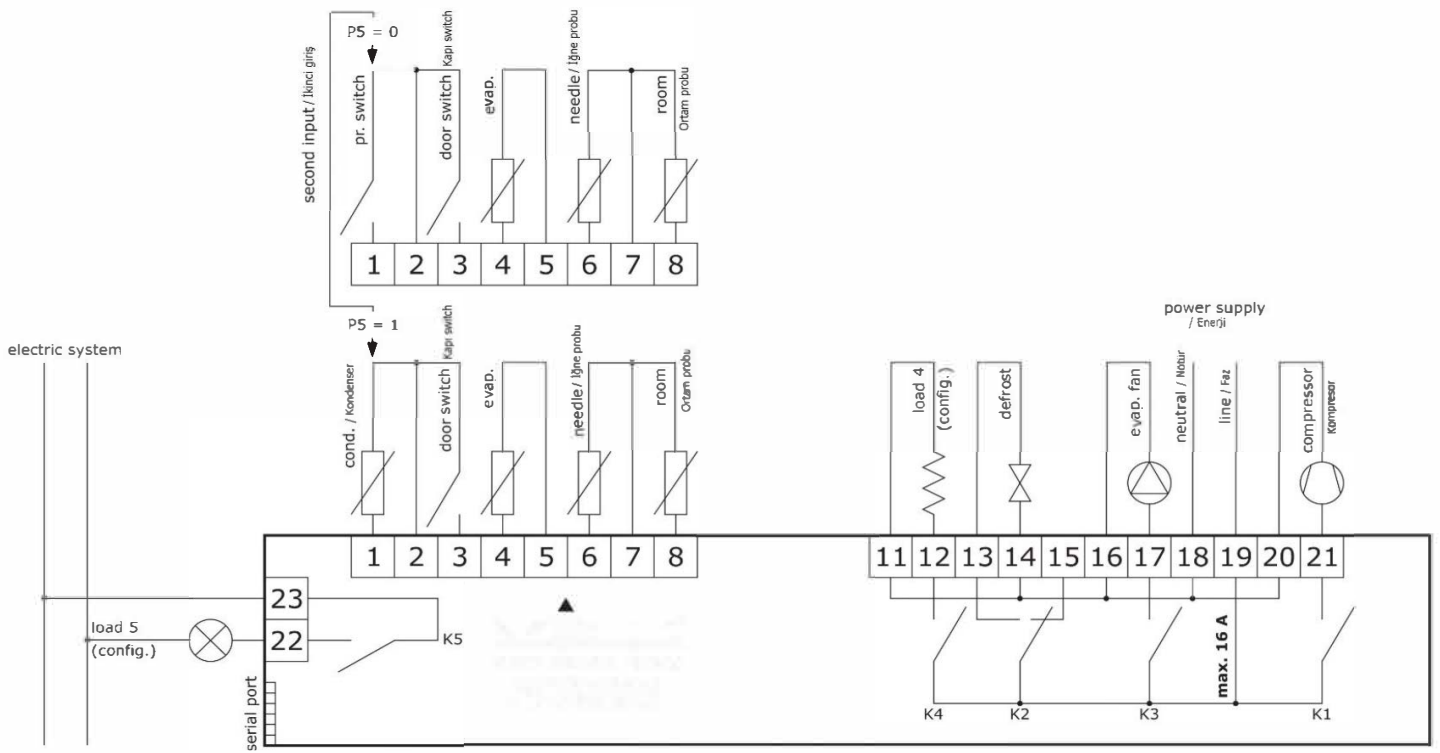 P5 = 0
second input / İkinci giriş
pr. switch
door switch Kapı switch
evap.
needle / İğne probu
room
Ortam probu
1 2 3 4 5 6 7 8
P5 = 1
power supply
/ Enerji
electric system
cond. / Kondenser
door switch Kapı switch
evap.
needle / İğne probu
room
Ortam probu
load 4
(config.)
defrost
evap. fan
neutral / Nötur
line / Faz
compressor
Kompresor
1 2 3 4 5 6 7 8
11 12 13 14 15 16 17 18 19 20 21
23
22
load 5
(config.)
K5
max. 16 A
serial port
K4 K2 K3 K1